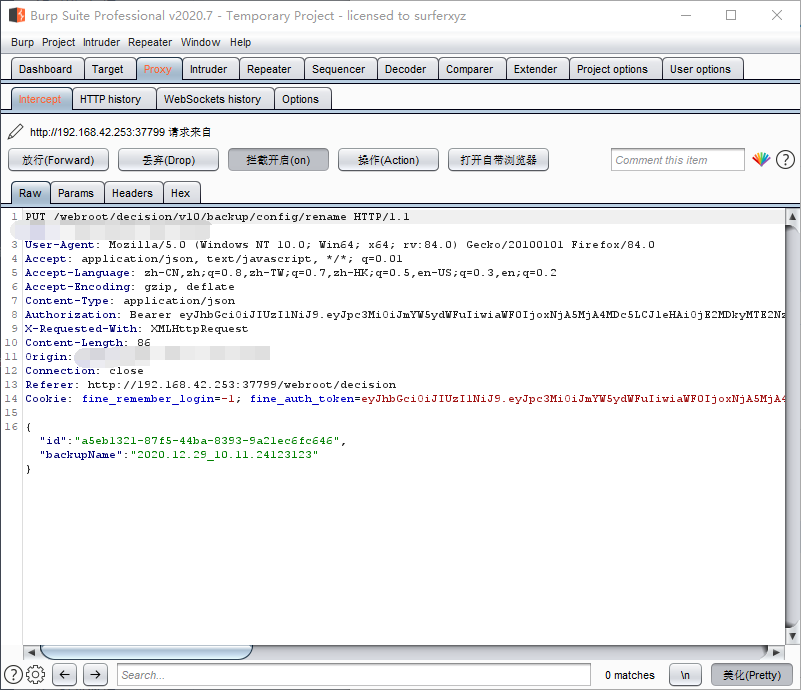 Burp Suite Professional v2020.7 - Temporary Project - licensed to surferxyz
Burp Project Intruder Repeater Window Help
Dashboard Target Proxy Intruder Repeater Sequencer Decoder Comparer Extender Project options User options
Intercept HTTP history WebSockets history Options
http://192.168.42.253:37799 请求来自
放行(Forward) 丢弃(Drop) 拦截开启(on) 操作(Action) 打开自带浏览器 Comment this item ?
Raw Params Headers Hex
1 PUT /webroot/decision/v10/backup/config/rename HTTP/1.1
3 User-Agent: Mozilla/5.0 (Windows NT 10.0; Win64; x64; rv:84.0) Gecko/20100101 Firefox/84.0
4 Accept: application/json, text/javascript, */*; q=0.01
5 Accept-Language: zh-CN,zh;q=0.8,zh-TW;q=0.7,zh-HK;q=0.5,en-US;q=0.3,en;q=0.2
6 Accept-Encoding: gzip, deflate
7 Content-Type: application/json
8 Authorization: Bearer eyJhbGciOiJIUzI1NiJ9.eyJpc3MiOiJmYW5ydWFuIiwiaWF0IjoxNjA5MjA4MDc5LCJleHAiOjE2MDkyMTE2Nz
9 X-Requested-With: XMLHttpRequest
10 Content-Length: 86
11 Origin:
12 Connection: close
13 Referer: http://192.168.42.253:37799/webroot/decision
14 Cookie: fine_remember_login=-1; fine_auth_token=eyJhbGciOiJIUzI1NiJ9.eyJpc3MiOiJmYW5ydWFuIiwiaWF0IjoxNjA5MjA4
15
16 {
"id":"a5eb1321-87f5-44ba-8393-9a21ec6fc646",
"backupName":"2020.12.29_10.11.24123123"
}
? Search... 0 matches \n 美化(Pretty)